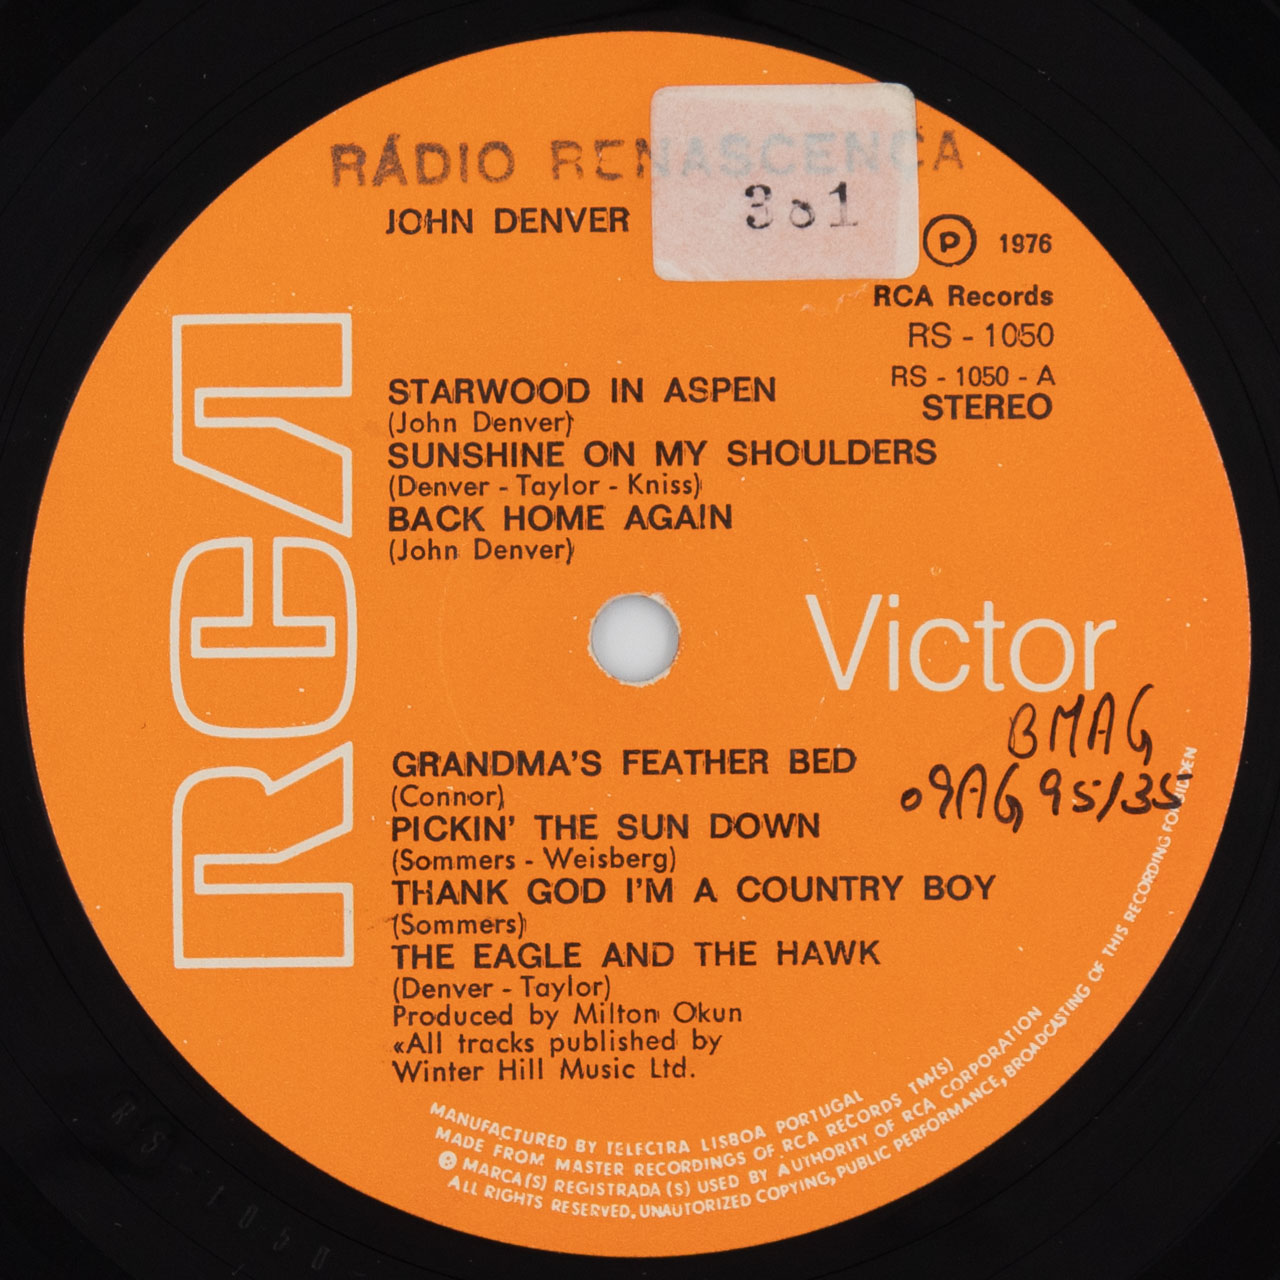 RÁDIO RENASCENÇA
381
JOHN DENVER
P 1976
RCA Records
RS - 1050
RS - 1050 - A
STEREO
RCA
STARWOOD IN ASPEN
(John Denver)
SUNSHINE ON MY SHOULDERS
(Denver - Taylor - Kniss)
BACK HOME AGAIN
(John Denver)
Victor
BMAG
09AG95/35
GRANDMA'S FEATHER BED
(Connor)
PICKIN' THE SUN DOWN
(Sommers - Weisberg)
THANK GOD I'M A COUNTRY BOY
(Sommers)
THE EAGLE AND THE HAWK
(Denver - Taylor)
Produced by Milton Okun
«All tracks published by
Winter Hill Music Ltd.
MANUFACTURED BY TELECTRA LISBOA PORTUGAL
MADE FROM MASTER RECORDINGS OF RCA RECORDS TM(S)
® MARCA(S) REGISTRADA(S) USED BY AUTHORITY OF RCA CORPORATION
ALL RIGHTS RESERVED. UNAUTORIZED COPYING, PUBLIC PERFORMANCE, BROADCASTING OF THIS RECORDING FORBIDDEN